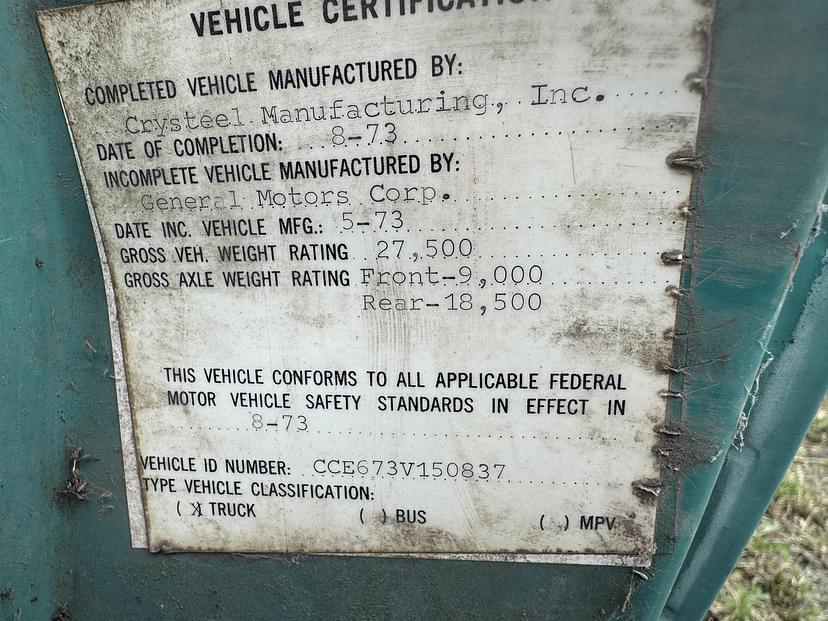 VEHICLE CERTIFICATION
COMPLETED VEHICLE MANUFACTURED BY:
Crysteel Manufacturing, Inc.
DATE OF COMPLETION: 8-73
INCOMPLETE VEHICLE MANUFACTURED BY:
General Motors Corp.
DATE INC. VEHICLE MFG.: 5-73
GROSS VEH. WEIGHT RATING 27,500
GROSS AXLE WEIGHT RATING Front-9,000
Rear-18,500
THIS VEHICLE CONFORMS TO ALL APPLICABLE FEDERAL
MOTOR VEHICLE SAFETY STANDARDS IN EFFECT IN
8-73
VEHICLE ID NUMBER: CCE673V150837
TYPE VEHICLE CLASSIFICATION:
(X) TRUCK ( ) BUS ( ) MPV